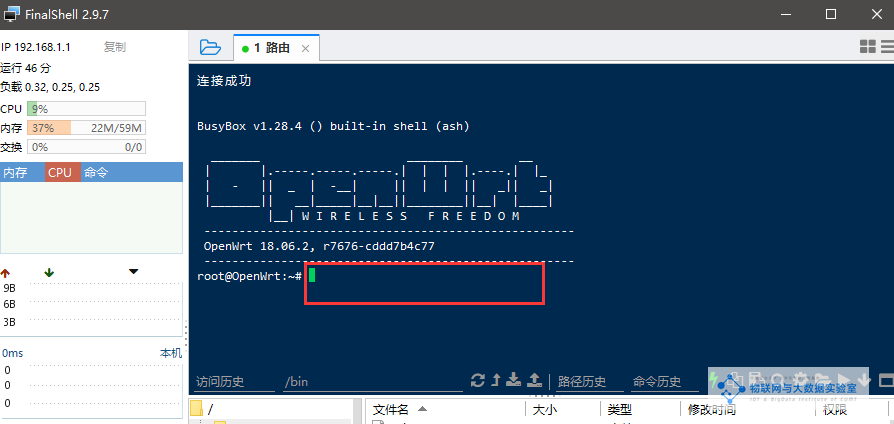 FinalShell 2.9.7
IP 192.168.1.1 复制
运行 46 分
负载 0.32, 0.25, 0.25
CPU 9%
内存 37% 22M/59M
交换 0% 0/0
内存 CPU 命令
9B
6B
3B
0ms 本机
0
0
0
1 路由
连接成功
BusyBox v1.28.4 () built-in shell (ash)
W I R E L E S S   F R E E D O M
OpenWrt 18.06.2, r7676-cddd7b4c77
root@OpenWrt:~#
访问历史 /bin 路径历史 命令历史
物联网与大数据实验室
/
文件名 大小 类型 修改时间 权限